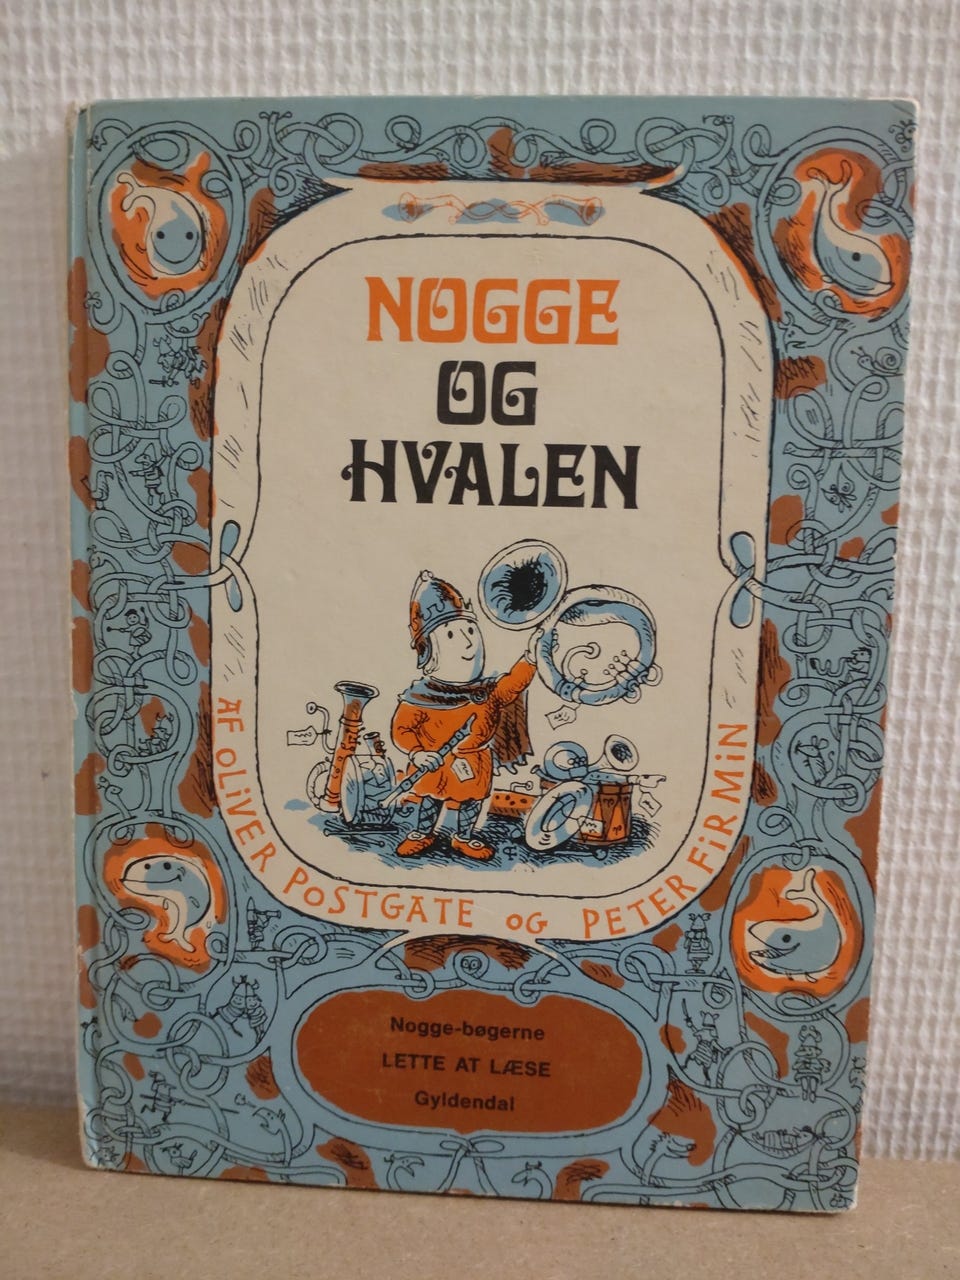 NOGGE
OG
HVALEN
AF OLIVER POSTGATE OG PETER FIRMIN
Nogge-bøgerne
LETTE AT LÆSE
Gyldendal